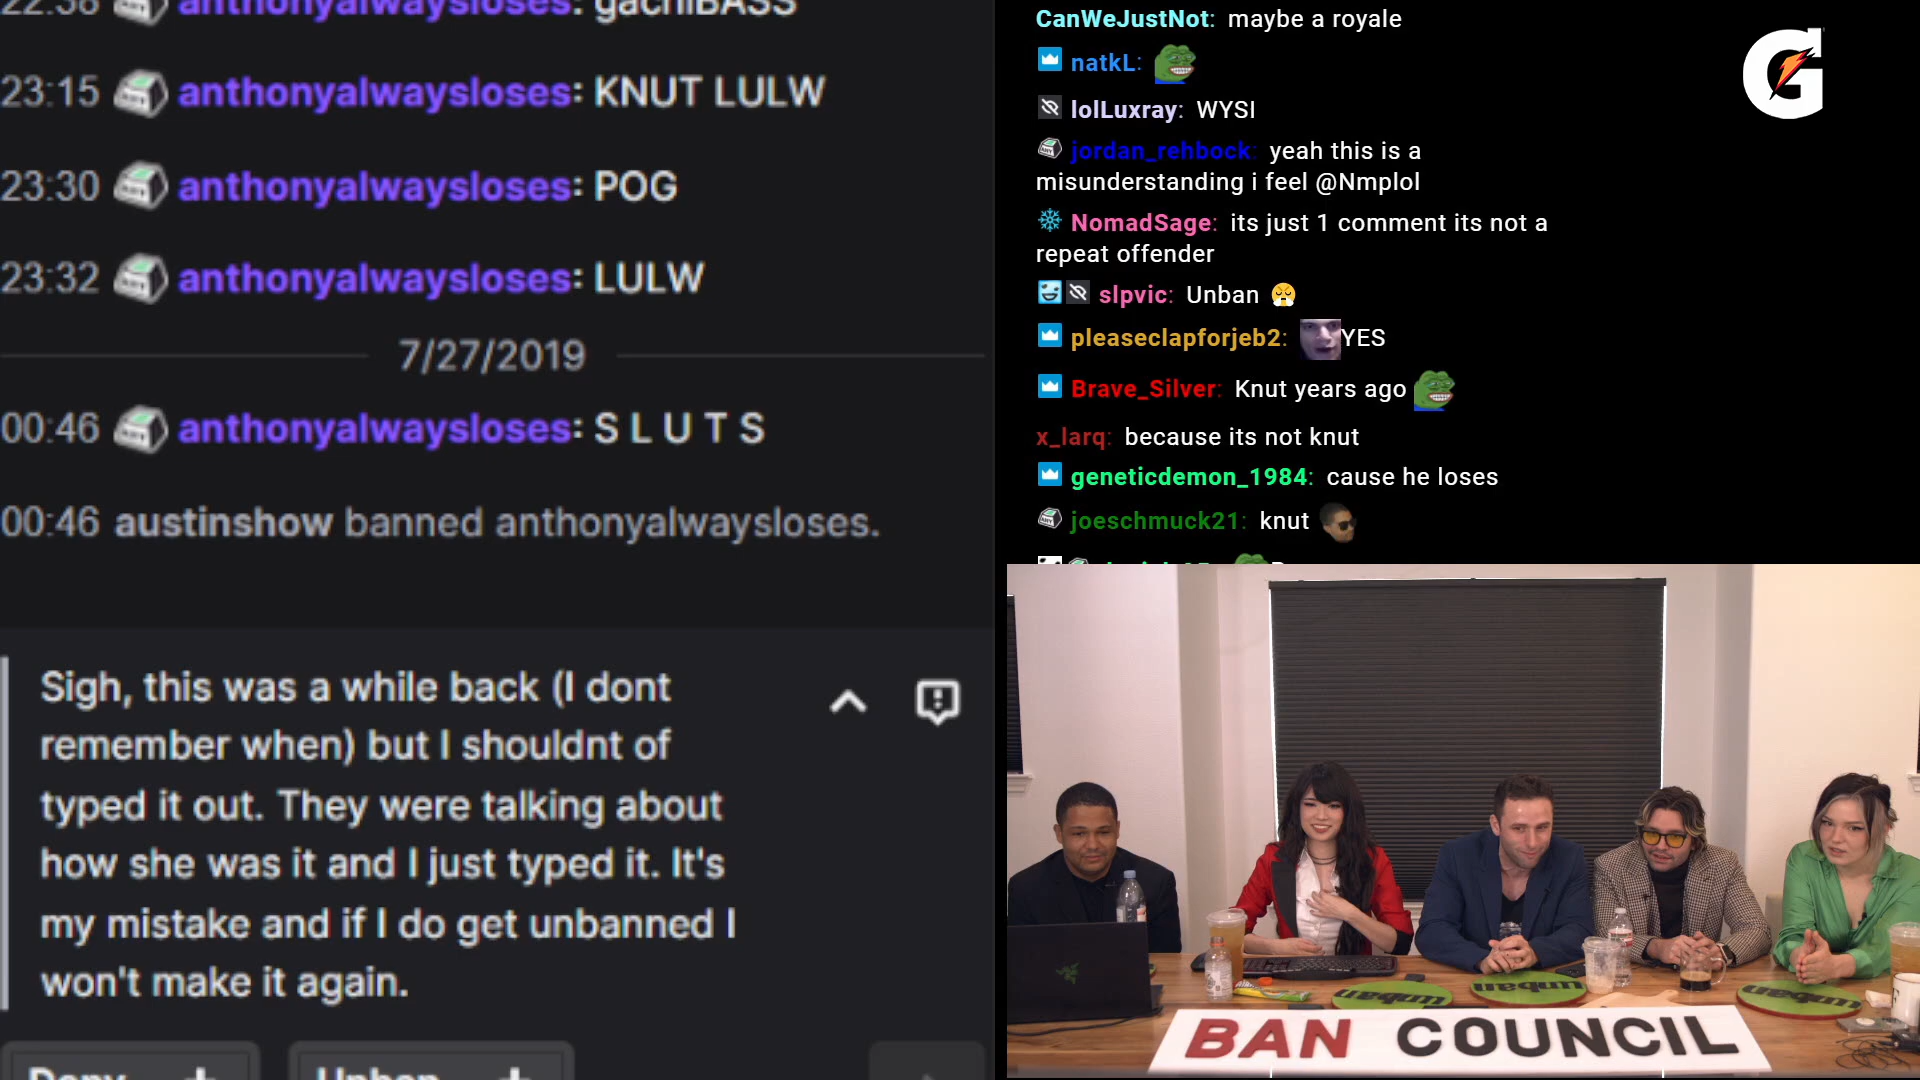 22:38 anthonyalwaysloses: gachiBASS
23:15 anthonyalwaysloses: KNUT LULW
23:30 anthonyalwaysloses: POG
23:32 anthonyalwaysloses: LULW
7/27/2019
00:46 anthonyalwaysloses: S L U T S
00:46 austinshow banned anthonyalwaysloses.
Sigh, this was a while back (I dont
remember when) but I shouldnt of
typed it out. They were talking about
how she was it and I just typed it. It's
my mistake and if I do get unbanned I
won't make it again.
Deny
Unban
CanWeJustNot: maybe a royale
natkL:
lolLuxray: WYSI
jordan_rehbock: yeah this is a
misunderstanding i feel @Nmplol
NomadSage: its just 1 comment its not a
repeat offender
slpvic: Unban
pleaseclapforjeb2: YES
Brave_Silver: Knut years ago
x_larq: because its not knut
geneticdemon_1984: cause he loses
joeschmuck21: knut
G
unban
unban
unban
BAN COUNCIL